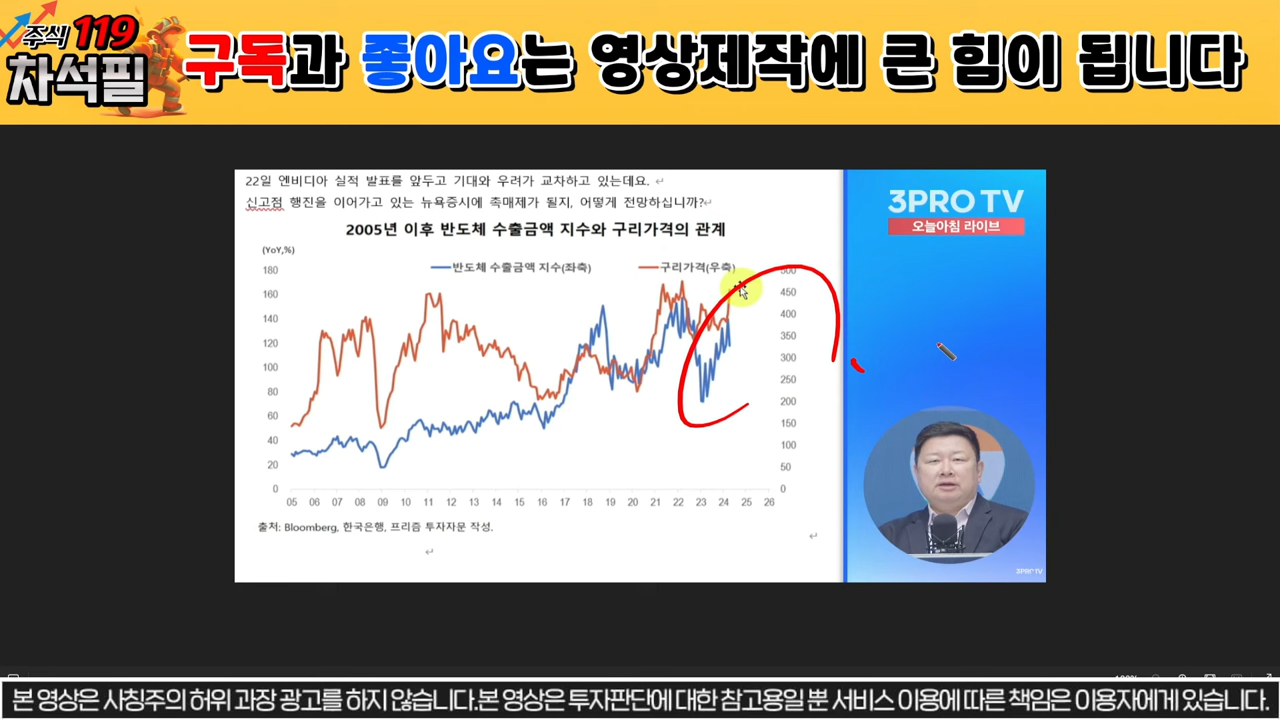 주식 119
차석필
구독과 좋아요는 영상제작에 큰 힘이 됩니다
22일 엔비디아 실적 발표를 앞두고 기대와 우려가 교차하고 있는데요.
신고점 행진을 이어가고 있는 뉴욕증시에 촉매제가 될지, 어떻게 전망하십니까?
2005년 이후 반도체 수출금액 지수와 구리가격의 관계
(YoY,%)
반도체 수출금액 지수(좌축) 구리가격(우축)
180 500
160 450
140 400
120 350
100 300
80 250
60 200
40 150
20 100
0 50
0
05 06 07 08 09 10 11 12 13 14 15 16 17 18 19 20 21 22 23 24 25 26
출처: Bloomberg, 한국은행, 프리즘 투자자문 작성.
3PRO TV
오늘아침 라이브
3PRO TV
본 영상은 사칭주의 허위 과장 광고를 하지 않습니다.본 영상은 투자판단에 대한 참고용일 뿐 서비스 이용에 따른 책임은 이용자에게 있습니다.